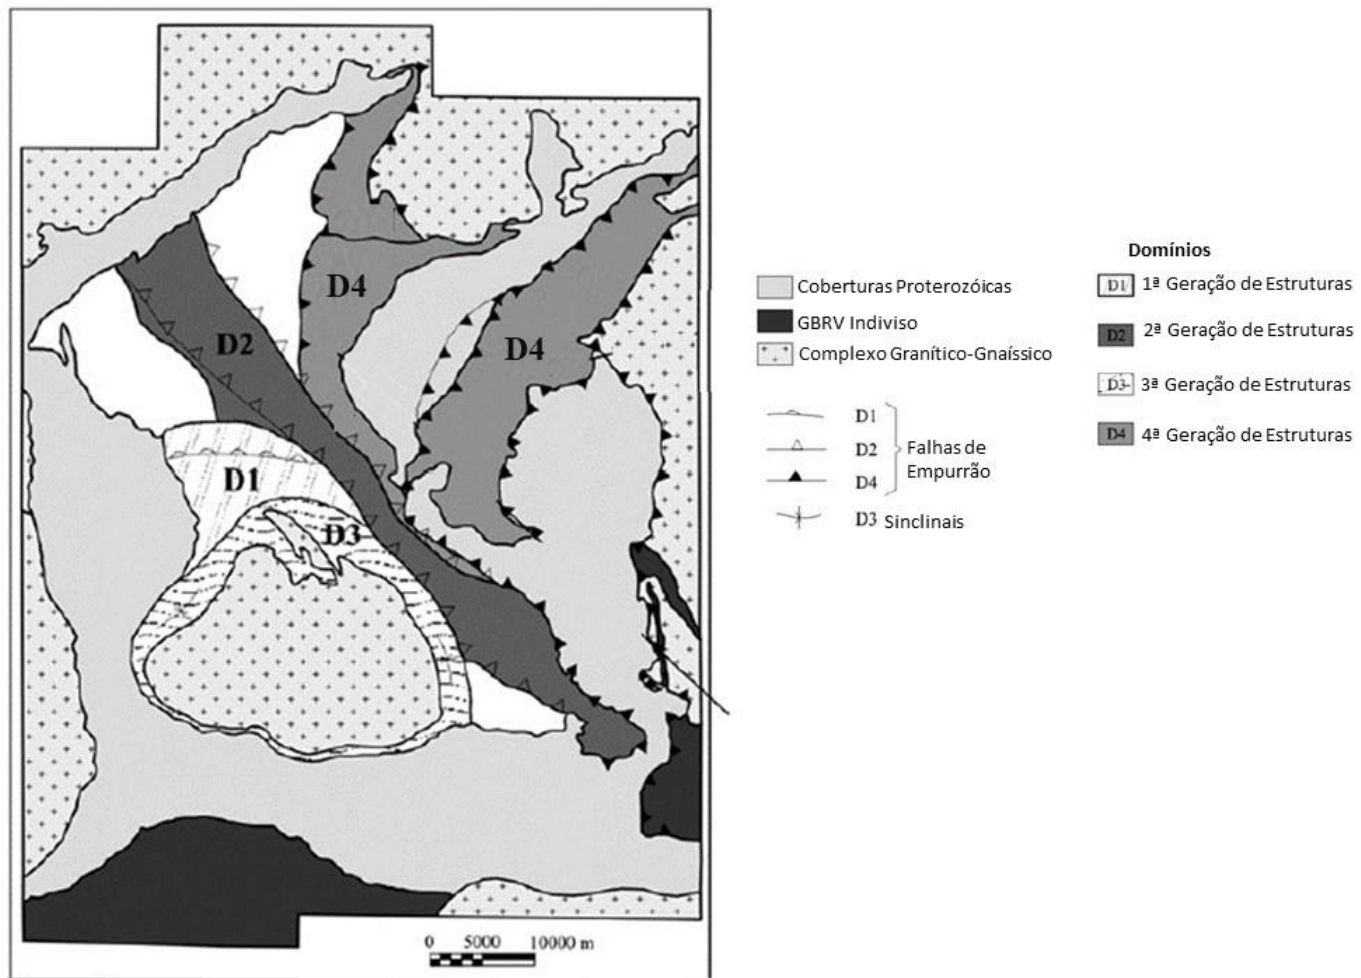 D4
D2
D4
D1
D3
0 5000 10000 m
Coberturas Proterozóicas
GBRV Indiviso
Complexo Granítico-Gnaíssico
D1
D2
D4
Falhas de
Empurrão
D3 Sinclinais
Domínios
D1 1ª Geração de Estruturas
D2 2ª Geração de Estruturas
D3 3ª Geração de Estruturas
D4 4ª Geração de Estruturas